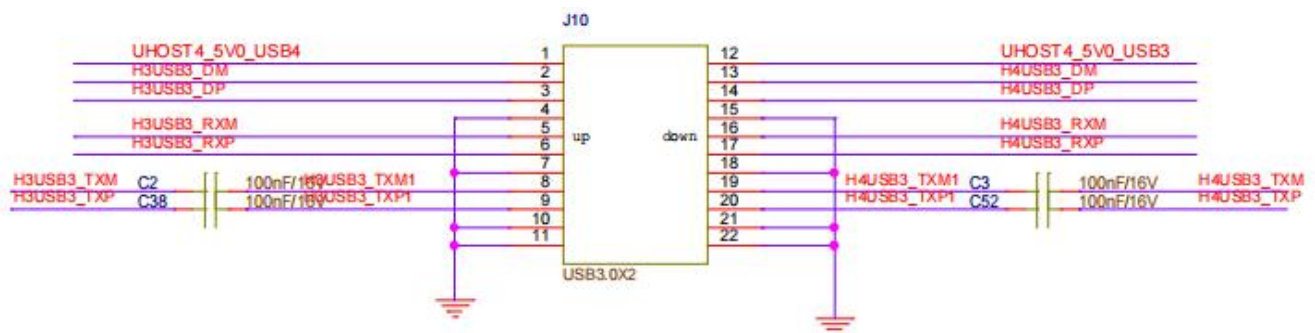 J10
UHOST4_5V0_USB4 1 12 UHOST4_5V0_USB3
H3USB3_DM 2 13 H4USB3_DM
H3USB3_DP 3 14 H4USB3_DP
4 15
H3USB3_RXM 5 up down 16 H4USB3_RXM
H3USB3_RXP 6 17 H4USB3_RXP
7 18
H3USB3_TXM C2 100nF/16V H3USB3_TXM1 8 19 H4USB3_TXM1 C3 100nF/16V H4USB3_TXM
H3USB3_TXP C38 100nF/16V H3USB3_TXP1 9 20 H4USB3_TXP1 C52 100nF/16V H4USB3_TXP
10 21
11 22
USB3.0X2